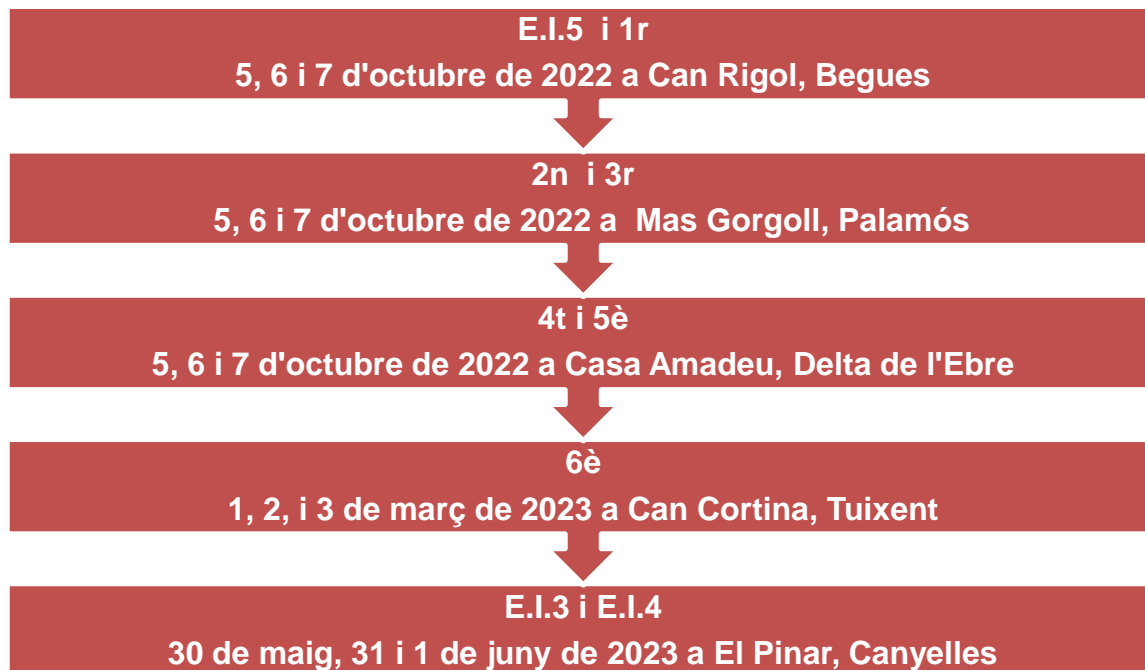 E.I.5 i 1r
5, 6 i 7 d'octubre de 2022 a Can Rigol, Begues
2n i 3r
5, 6 i 7 d'octubre de 2022 a Mas Gorgoll, Palamós
4t i 5è
5, 6 i 7 d'octubre de 2022 a Casa Amadeu, Delta de l'Ebre
6è
1, 2, i 3 de març de 2023 a Can Cortina, Tuixent
E.I.3 i E.I.4
30 de maig, 31 i 1 de juny de 2023 a El Pinar, Canyelles